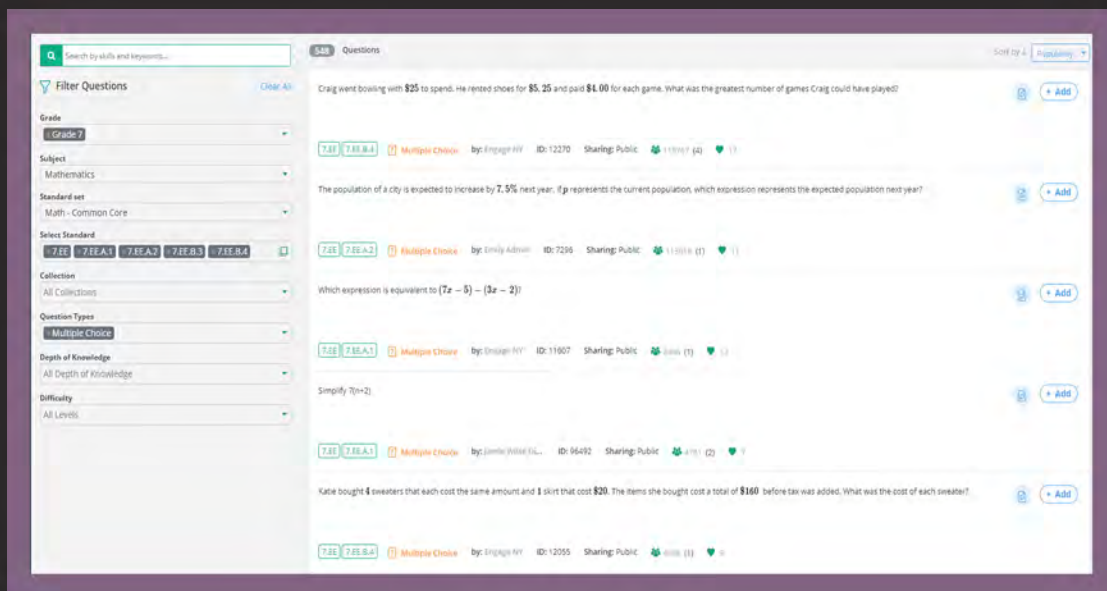 Search by skills and keywords...
Filter Questions
Clear All
Grade
Grade 7
Subject
Mathematics
Standard set
Math - Common Core
Select Standard
7.EE 7.EE.A.1 7.EE.A.2 7.EE.B.3 7.EE.B.4
Collection
All Collections
Question Types
Multiple Choice
Depth of Knowledge
All Depth of Knowledge
Difficulty
All Levels
548 Questions
Sort by
Popularity
Craig went bowling with $25 to spend. He rented shoes for $5.25 and paid $4.00 for each game. What was the greatest number of games Craig could have played?
+ Add
7.EE 7.EE.B.4 Multiple Choice by: Engage NY ID: 12270 Sharing: Public (4)
The population of a city is expected to increase by 7.5% next year. If p represents the current population, which expression represents the expected population next year?
+ Add
7.EE 7.EE.A.2 Multiple Choice by: Emily Admin ID: 7296 Sharing: Public (1) 11
Which expression is equivalent to (7x − 5) − (3x − 2)?
+ Add
7.EE 7.EE.A.1 Multiple Choice by: Engage NY ID: 11607 Sharing: Public (1)
Simplify 7(n+2)
+ Add
7.EE 7.EE.A.1 Multiple Choice by: ID: 96492 Sharing: Public (2)
Katie bought 4 sweaters that each cost the same amount and 1 skirt that cost $20. The items she bought cost a total of $160 before tax was added. What was the cost of each sweater?
+ Add
7.EE 7.EE.B.4 Multiple Choice by: Engage NY ID: 12055 Sharing: Public (1)